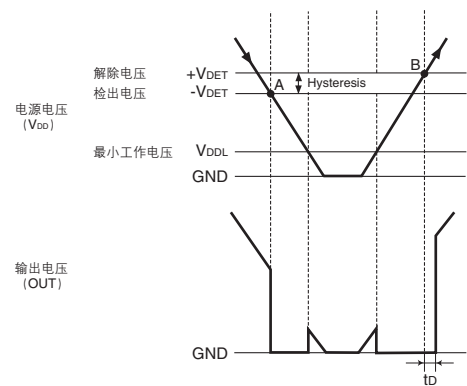 解除电压 +VDET
检出电压 -VDET
A
B
Hysteresis
电源电压
(VDD)
最小工作电压 VDDL
GND
输出电压
(OUT)
GND
tD